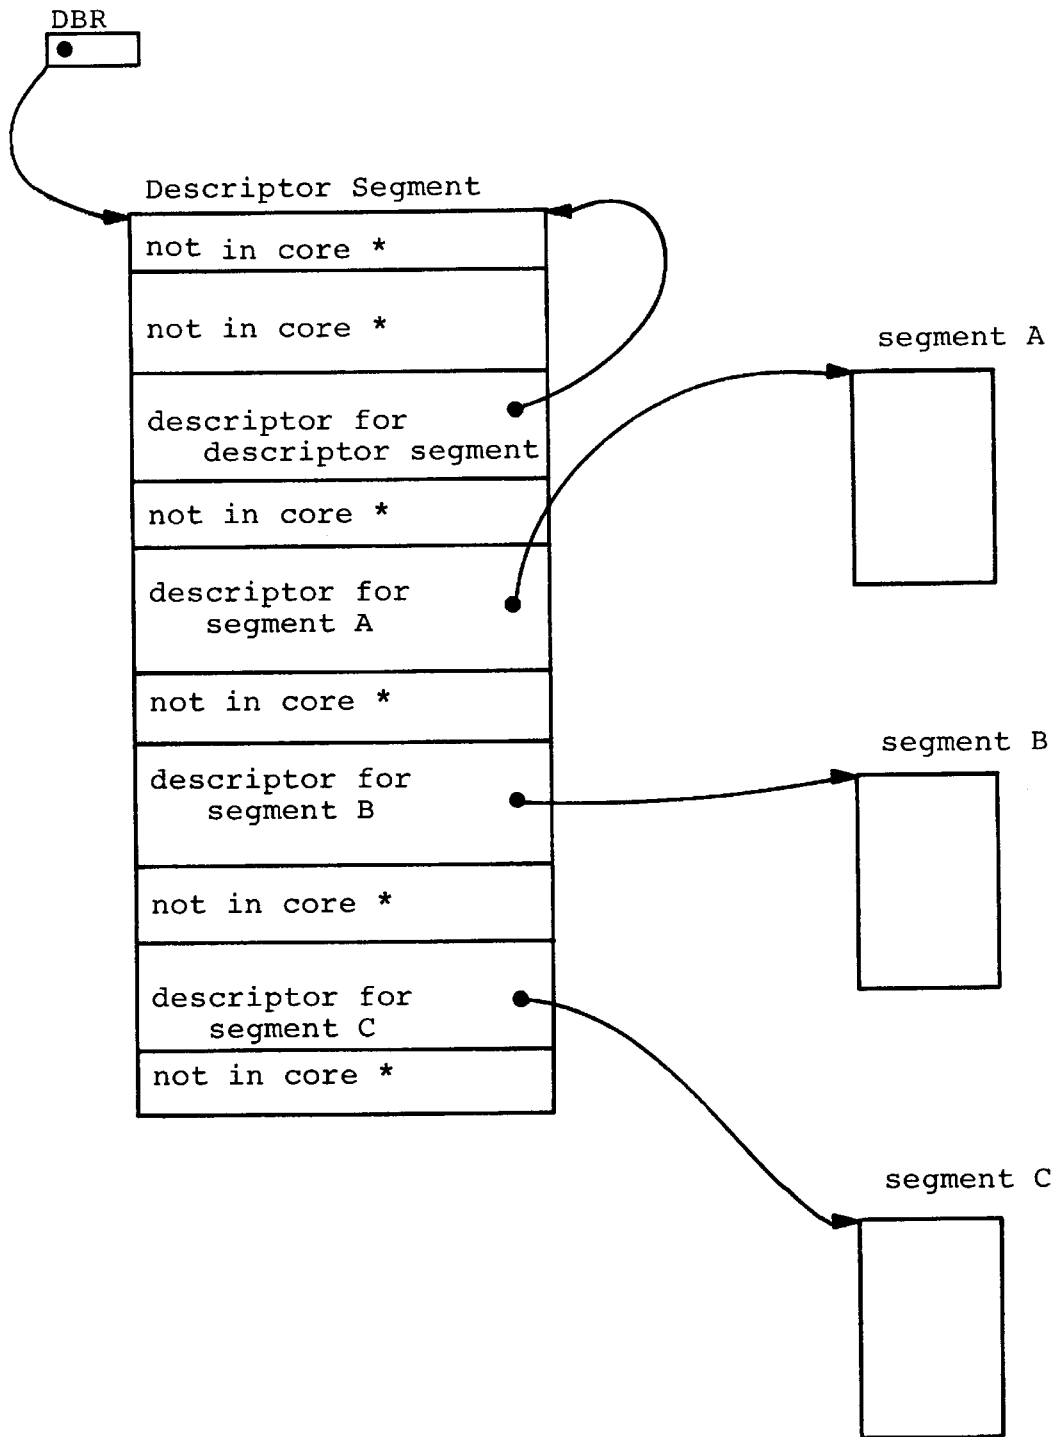 DBR
Descriptor Segment
not in core *
not in core *
descriptor for
descriptor segment
not in core *
descriptor for
segment A
not in core *
descriptor for
segment B
not in core *
descriptor for
segment C
not in core *
segment A
segment B
segment C